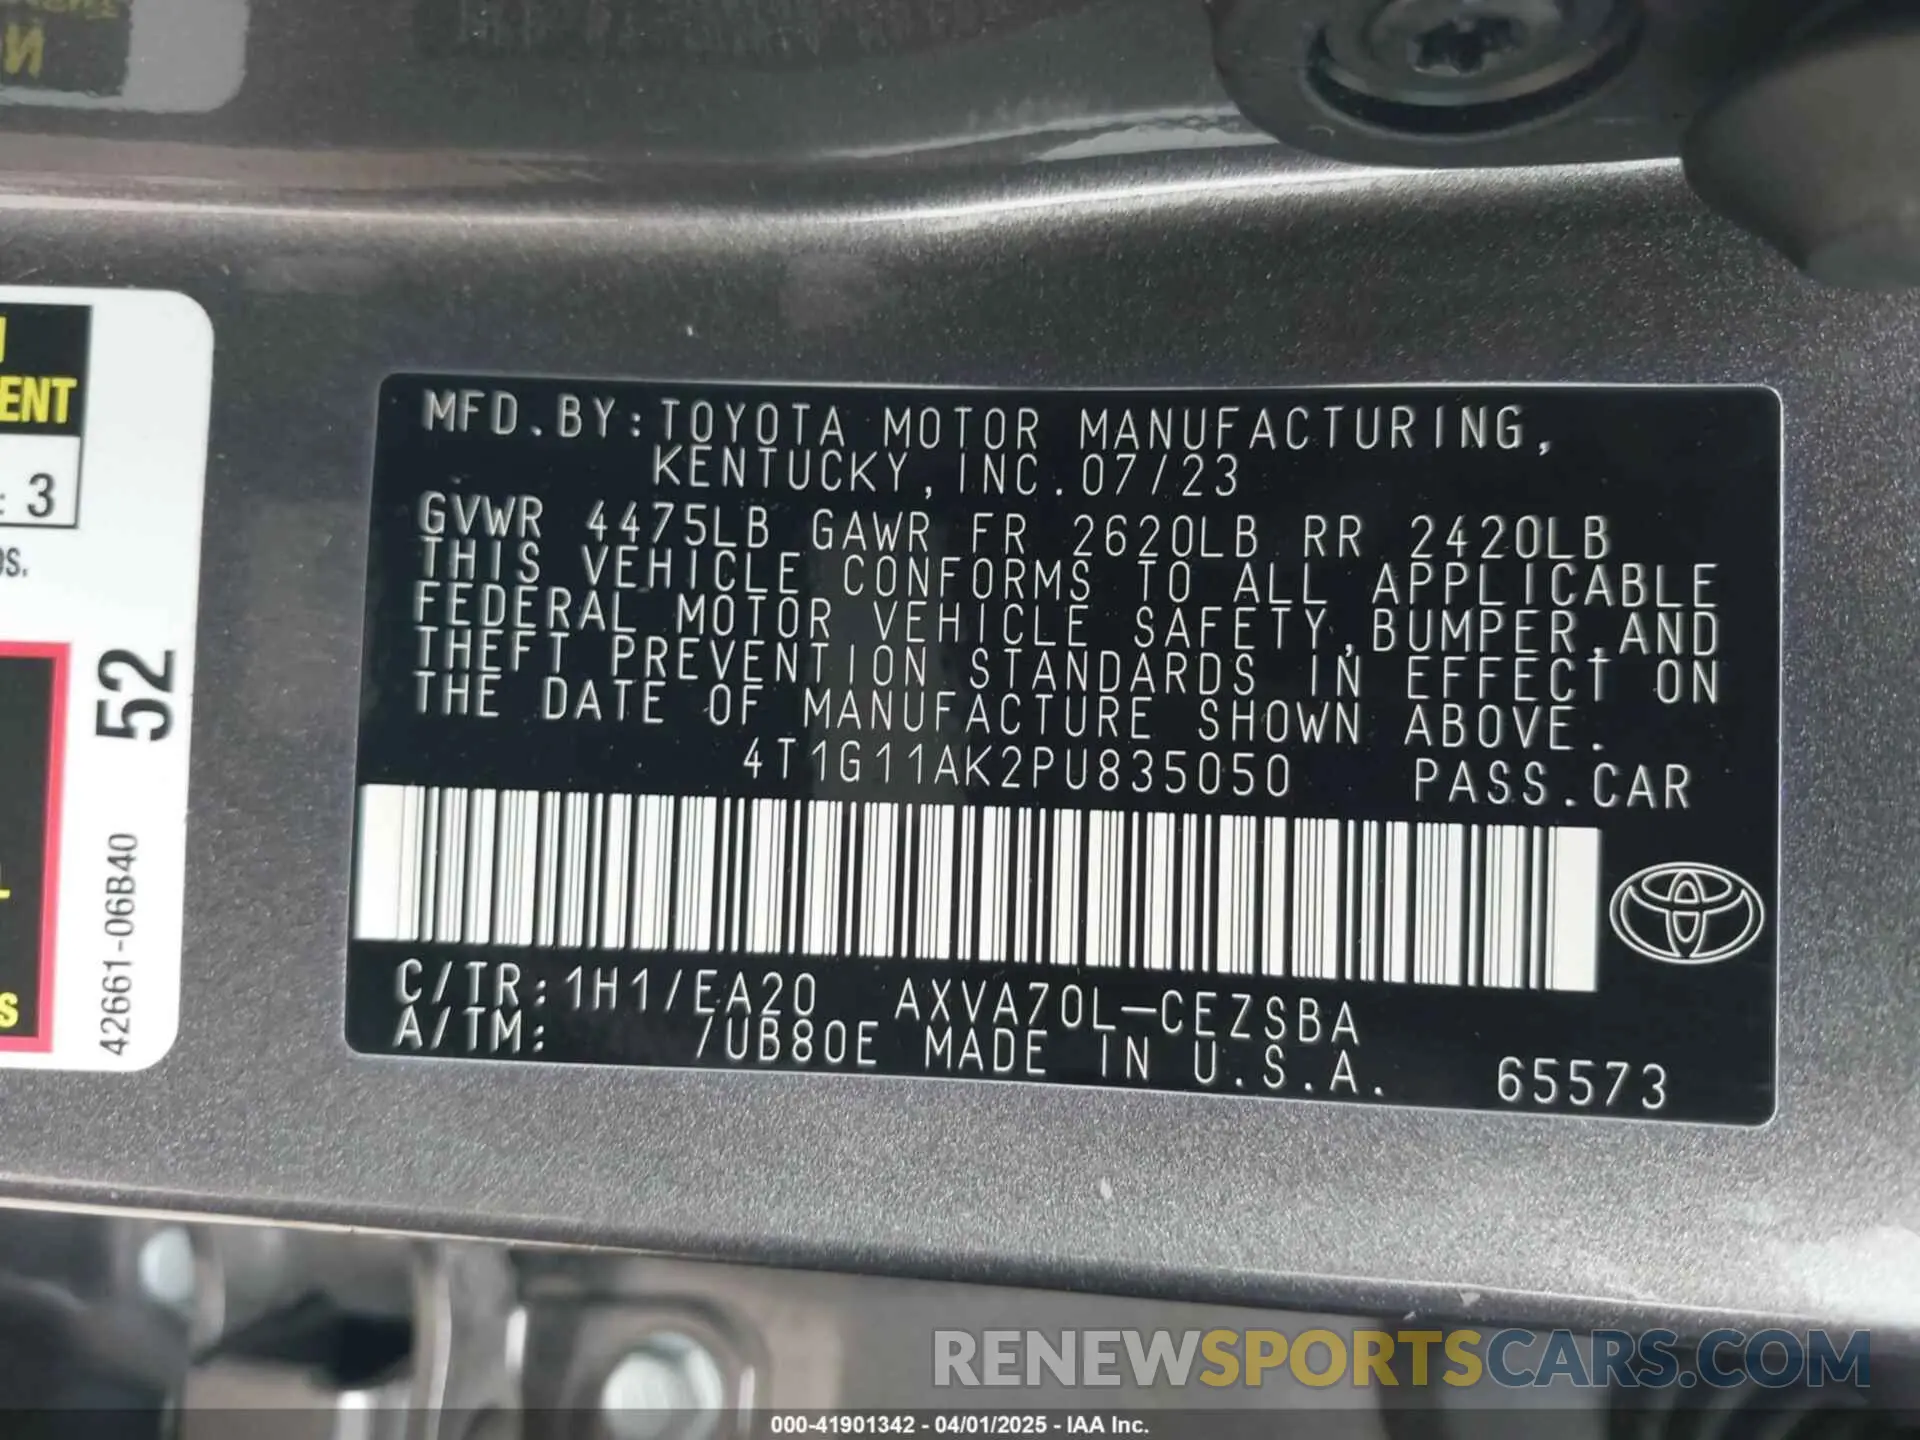 ENT
: 3
52
42661-06B40
MFD.BY:TOYOTA MOTOR MANUFACTURING,
KENTUCKY,INC.07/23
GVWR 4475LB GAWR FR 2620LB RR 2420LB
THIS VEHICLE CONFORMS TO ALL APPLICABLE
FEDERAL MOTOR VEHICLE SAFETY,BUMPER,AND
THEFT PREVENTION STANDARDS IN EFFECT ON
THE DATE OF MANUFACTURE SHOWN ABOVE.
4T1G11AK2PU835050 PASS.CAR
C/TR:1H1/EA20 AXVA70L-CEZSBA
A/TM: /UB80E MADE IN U.S.A. 65573
RENEWSPORTSCARS.COM
000-41901342 - 04/01/2025 - IAA Inc.